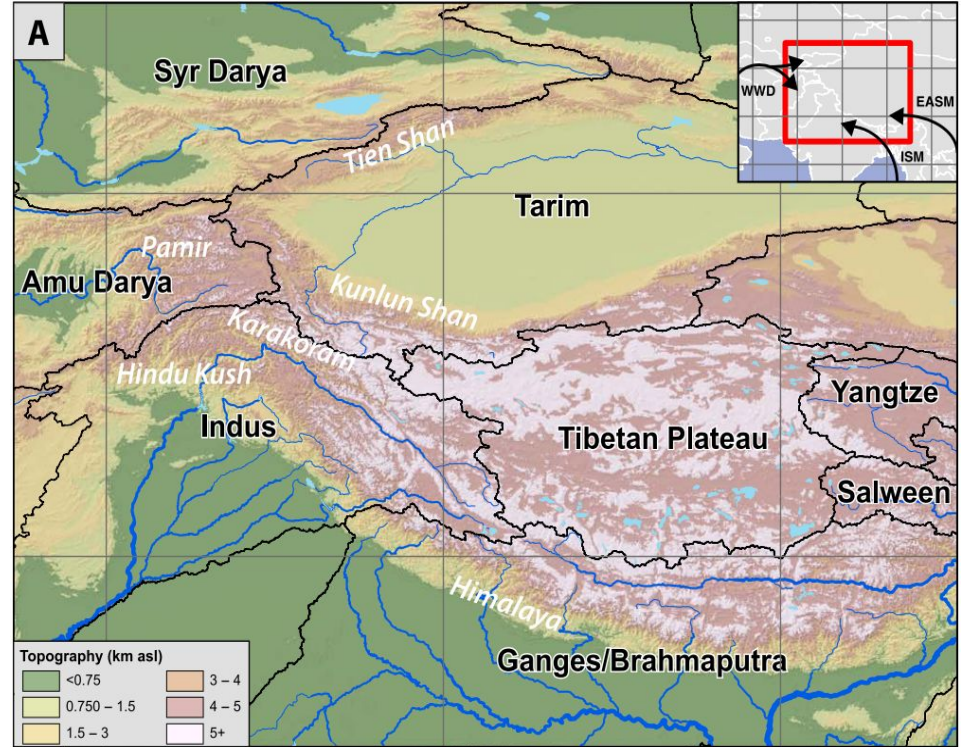 A
Syr Darya
WWD
EASM
ISM
Tien Shan
Tarim
Pamir
Amu Darya
Kunlun Shan
Karakoram
Hindu Kush
Yangtze
Indus
Tibetan Plateau
Salween
Himalaya
Ganges/Brahmaputra
Topography (km asl)
<0.75
3 – 4
0.750 – 1.5
4 – 5
1.5 – 3
5+